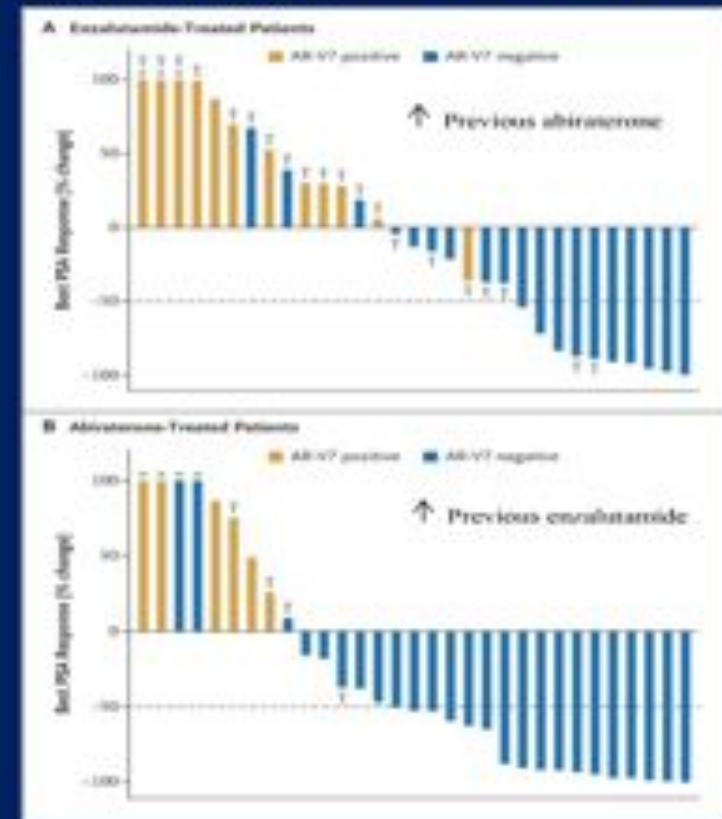 A Enzalutamide-Treated Patients
AR-V7 positive AR-V7 negative
↑ Previous abiraterone
Best PSA Response (% change)
100
50
0
-50
-100
B Abiraterone-Treated Patients
AR-V7 positive AR-V7 negative
↑ Previous enzalutamide
Best PSA Response (% change)
100
50
0
-50
-100